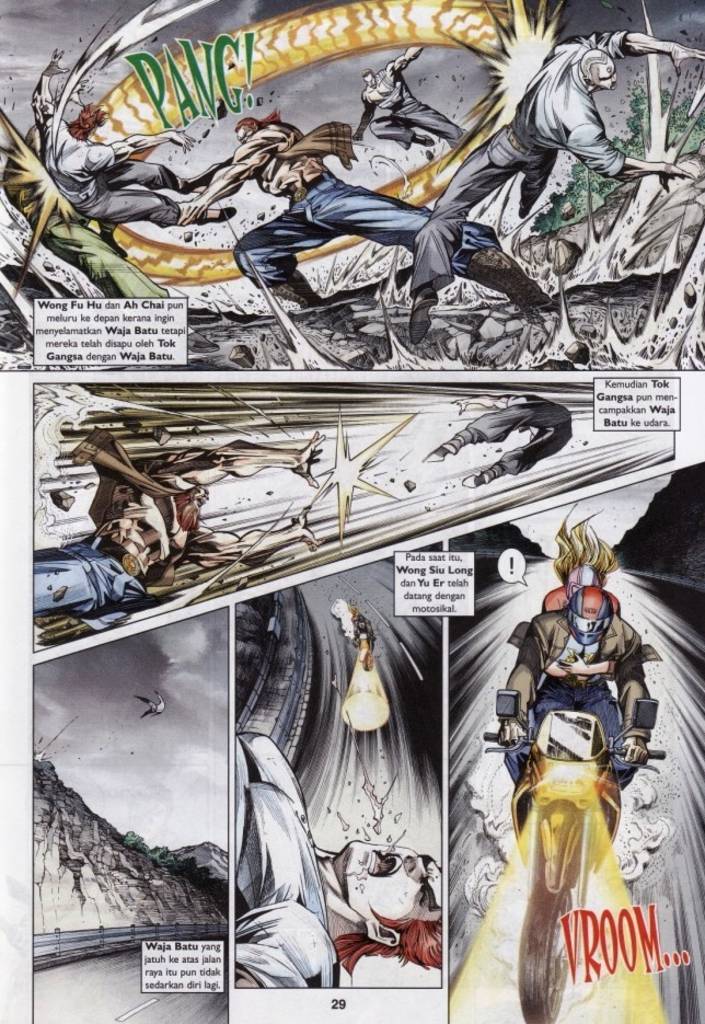 PANG!
Wong Fu Hu dan Ah Chai pun
meluru ke depan kerana ingin
menyelamatkan Waja Batu tetapi
mereka telah disapu oleh Tok
Gangsa dengan Waja Batu.
Kemudian Tok
Gangsa pun men-
campakkan Waja
Batu ke udara.
Pada saat itu,
Wong Siu Long
dan Yu Er telah
datang dengan
motosikal.
!
17
Waja Batu yang
jatuh ke atas jalan
raya itu pun tidak
sedarkan diri lagi.
VROOM...
29